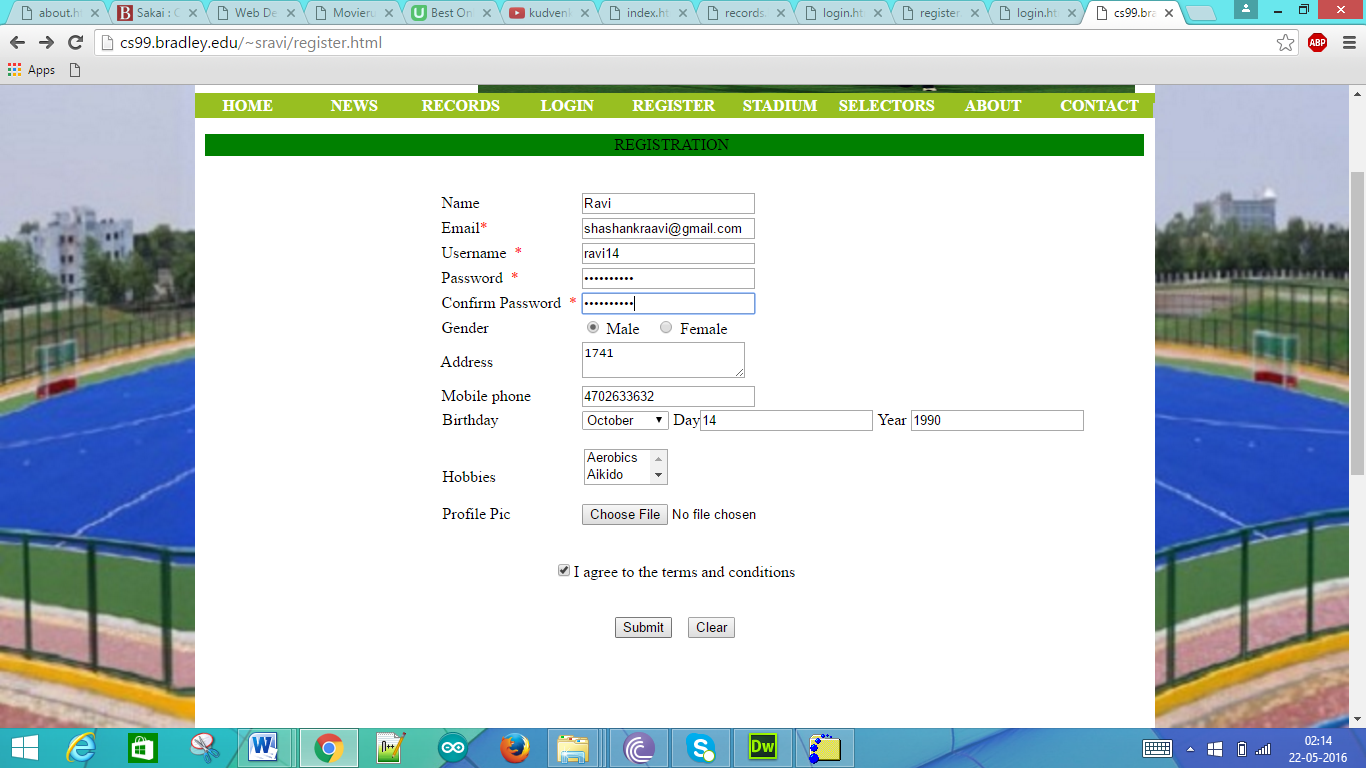 about.ht
Sakai : C
Web De
Movieru
Best On
kudvenk
index.ht
records.
login.ht
register
login.ht
cs99.bra
cs99.bradley.edu/~sravi/register.html
ABP
Apps
HOME NEWS RECORDS LOGIN REGISTER STADIUM SELECTORS ABOUT CONTACT
REGISTRATION
Name Ravi
Email* shashankraavi@gmail.com
Username * ravi14
Password * ••••••••••
Confirm Password * ••••••••••
Gender Male Female
Address 1741
Mobile phone 4702633632
Birthday October Day 14 Year 1990
Aerobics
Hobbies Aikido
Profile Pic Choose File No file chosen
I agree to the terms and conditions
Submit Clear
Dw
02:14
22-05-2016